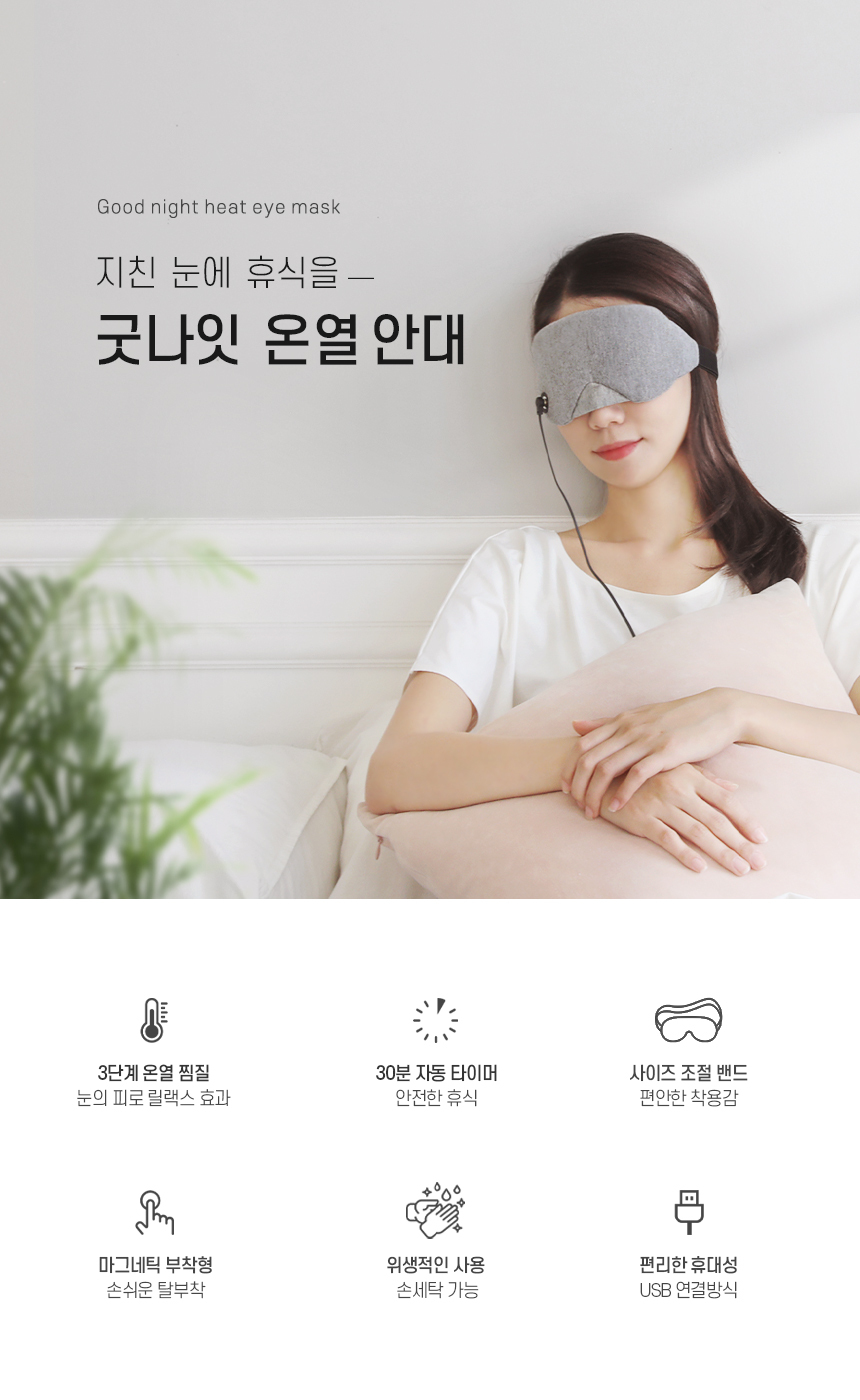 Good night heat eye mask
지친 눈에 휴식을 —
굿나잇 온열 안대
3단계 온열 찜질
눈의 피로 릴랙스 효과
30분 자동 타이머
안전한 휴식
사이즈 조절 밴드
편안한 착용감
마그네틱 부착형
손쉬운 탈부착
위생적인 사용
손세탁 가능
편리한 휴대성
USB 연결방식